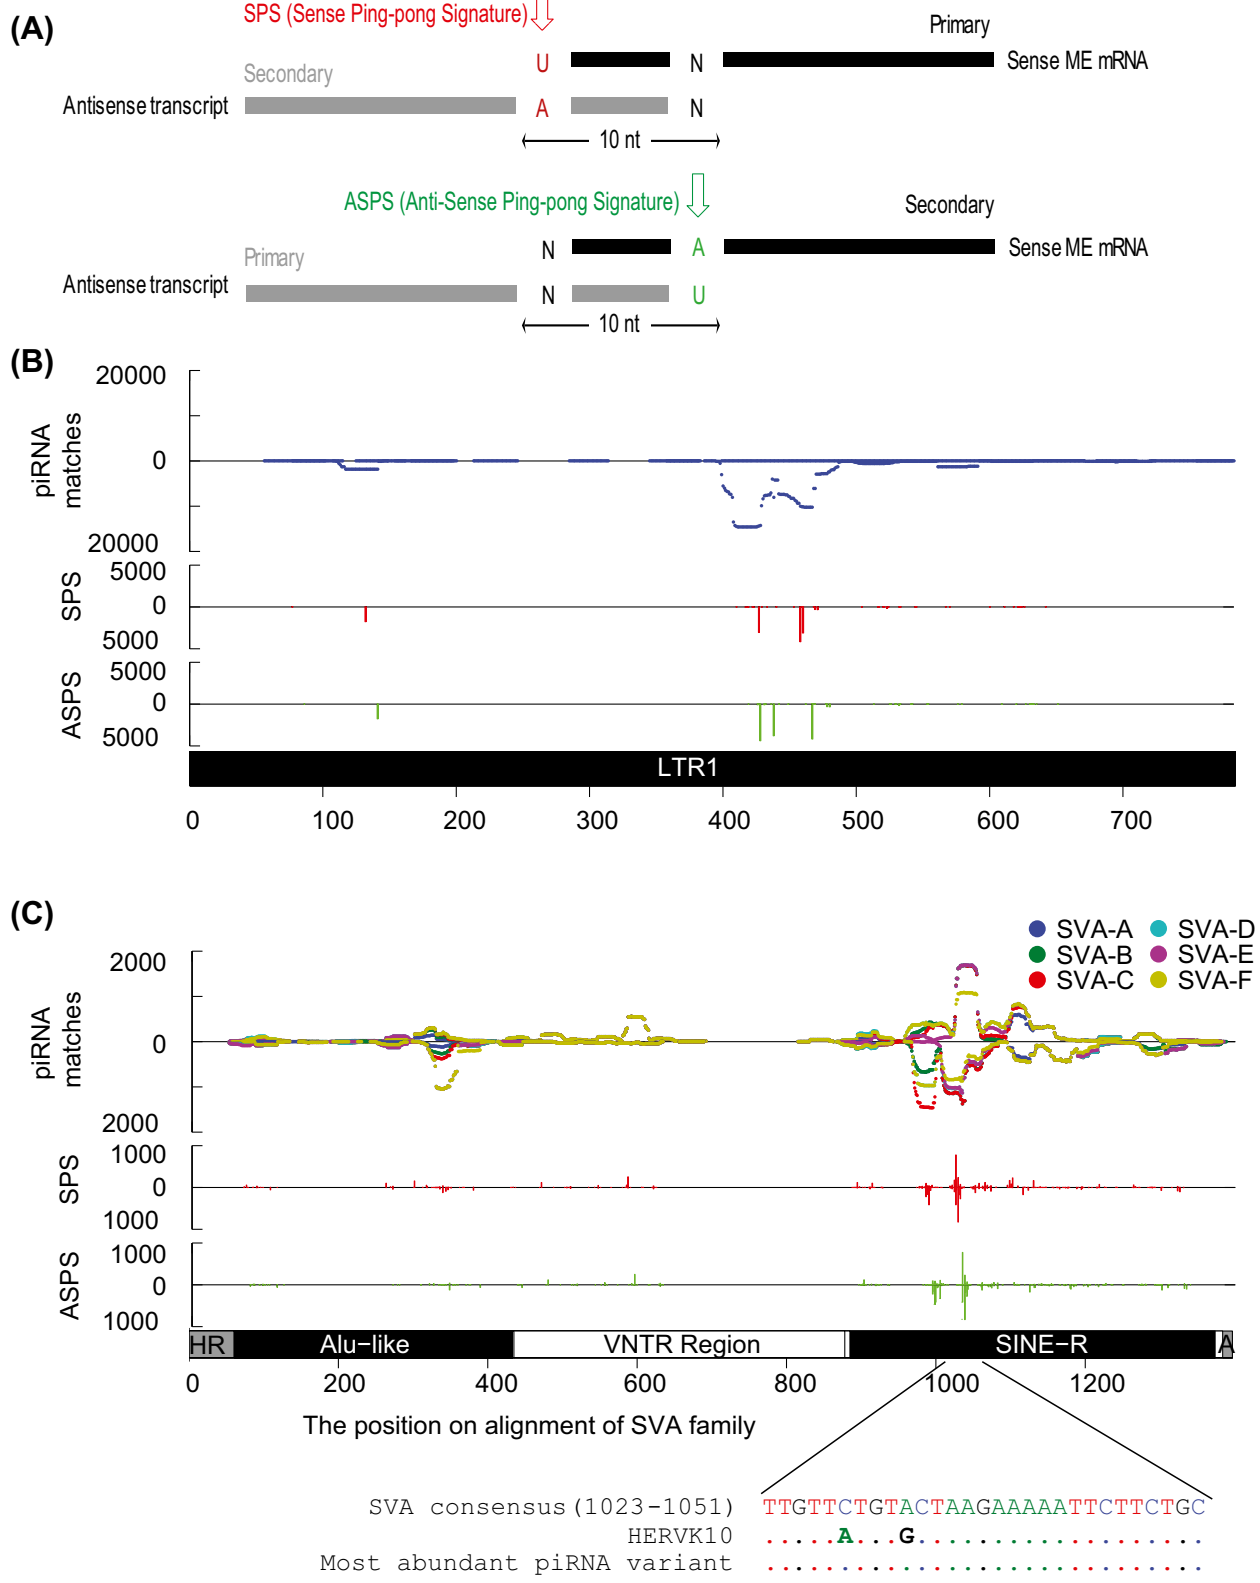 (A)
SPS (Sense Ping-pong Signature)
Primary
U N Sense ME mRNA
Secondary
Antisense transcript A N
10 nt
ASPS (Anti-Sense Ping-pong Signature)
Secondary
N A Sense ME mRNA
Primary
Antisense transcript N U
10 nt
(B)
20000
piRNA matches
0
20000
5000
SPS
0
5000
5000
ASPS
0
5000
LTR1
0 100 200 300 400 500 600 700
(C)
SVA-A SVA-D
SVA-B SVA-E
SVA-C SVA-F
2000
piRNA matches
0
2000
1000
SPS
0
1000
1000
ASPS
0
1000
HR Alu-like VNTR Region SINE-R A
0 200 400 600 800 1000 1200
The position on alignment of SVA family
SVA consensus(1023-1051) TTGTTCTGTACTAAGAAAAATTCTTCTGC
HERVK10 .....A...G...................
Most abundant piRNA variant .............................